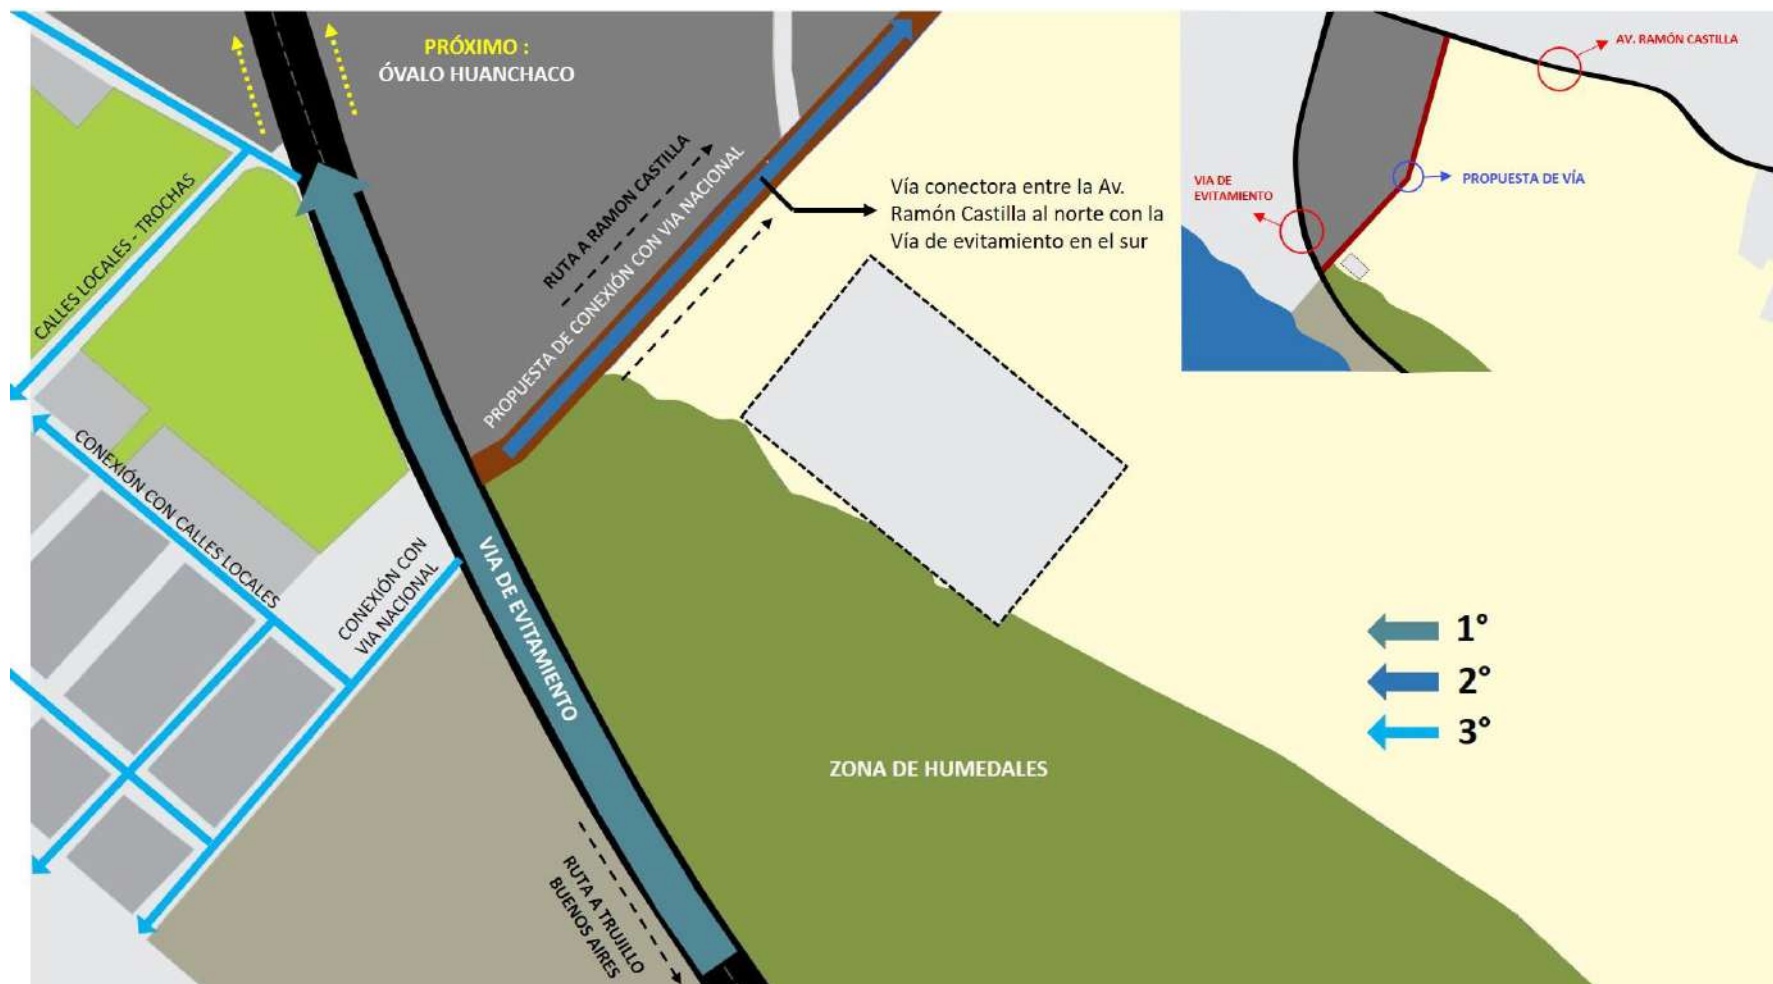 PRÓXIMO :
ÓVALO HUANCHACO
CALLES LOCALES - TROCHAS
RUTA A RAMON CASTILLA
PROPUESTA DE CONEXIÓN CON VIA NACIONAL
Vía conectora entre la Av.
Ramón Castilla al norte con la
Vía de evitamiento en el sur
AV. RAMÓN CASTILLA
VIA DE
EVITAMIENTO
PROPUESTA DE VÍA
CONEXIÓN CON CALLES LOCALES
CONEXIÓN CON
VIA NACIONAL
VIA DE EVITAMIENTO
1°
2°
3°
ZONA DE HUMEDALES
RUTA A TRUJILLO
BUENOS AIRES